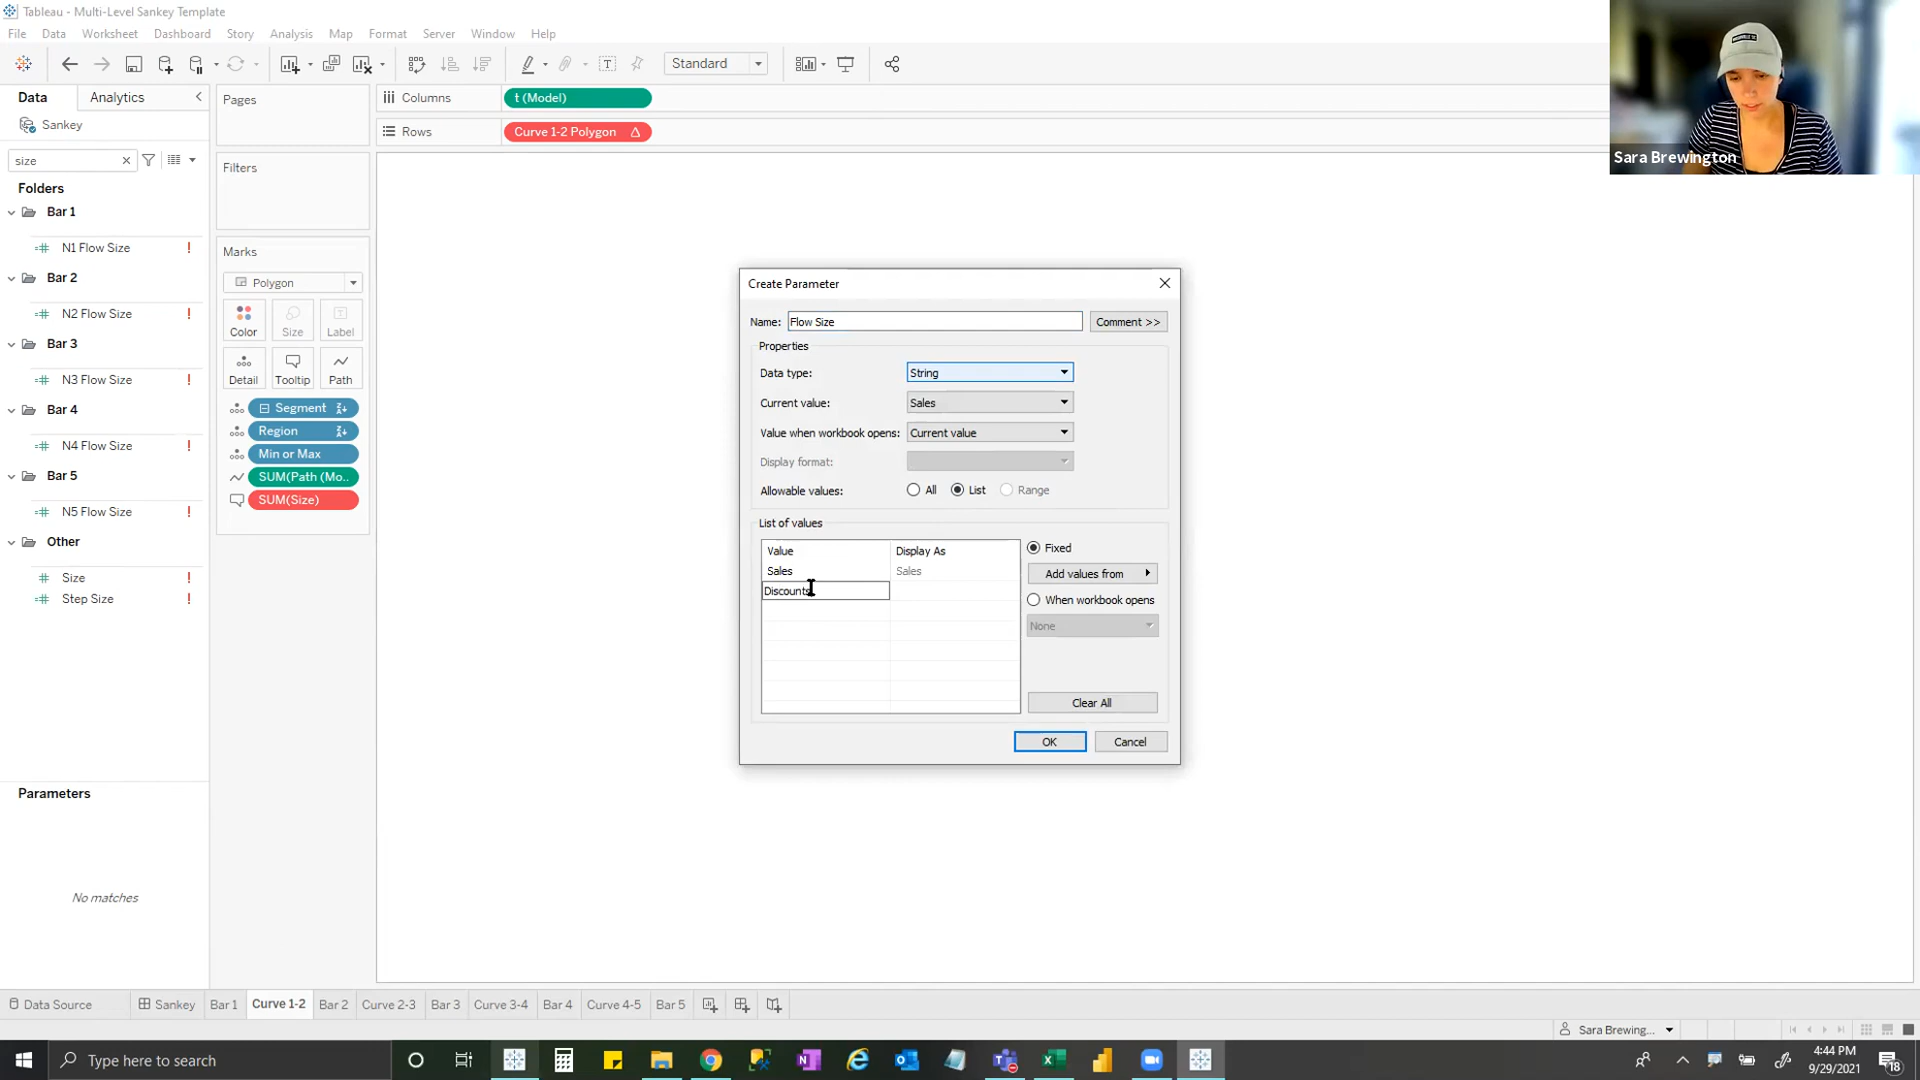 Tableau - Multi-Level Sankey Template
File Data Worksheet Dashboard Story Analysis Map Format Server Window Help
Standard
Data Analytics
Pages
Columns t (Model)
Sankey
Rows Curve 1-2 Polygon
Sara Brewington
size
Filters
Folders
Bar 1
N1 Flow Size !
Bar 2
N2 Flow Size !
Bar 3
N3 Flow Size !
Bar 4
N4 Flow Size !
Bar 5
N5 Flow Size !
Other
Size !
Step Size !
Parameters
No matches
Marks
Polygon
Color Size Label
Detail Tooltip Path
Segment
Region
Min or Max
SUM(Path (Mo..
SUM(Size)
Create Parameter
Name: Flow Size Comment >>
Properties
Data type: String
Current value: Sales
Value when workbook opens: Current value
Display format:
Allowable values: All List Range
List of values
Value Display As
Sales Sales
Discounts
Fixed
Add values from
When workbook opens
None
Clear All
OK Cancel
Data Source Sankey Bar 1 Curve 1-2 Bar 2 Curve 2-3 Bar 3 Curve 3-4 Bar 4 Curve 4-5 Bar 5
Sara Brewing...
Type here to search
4:44 PM
9/29/2021
18